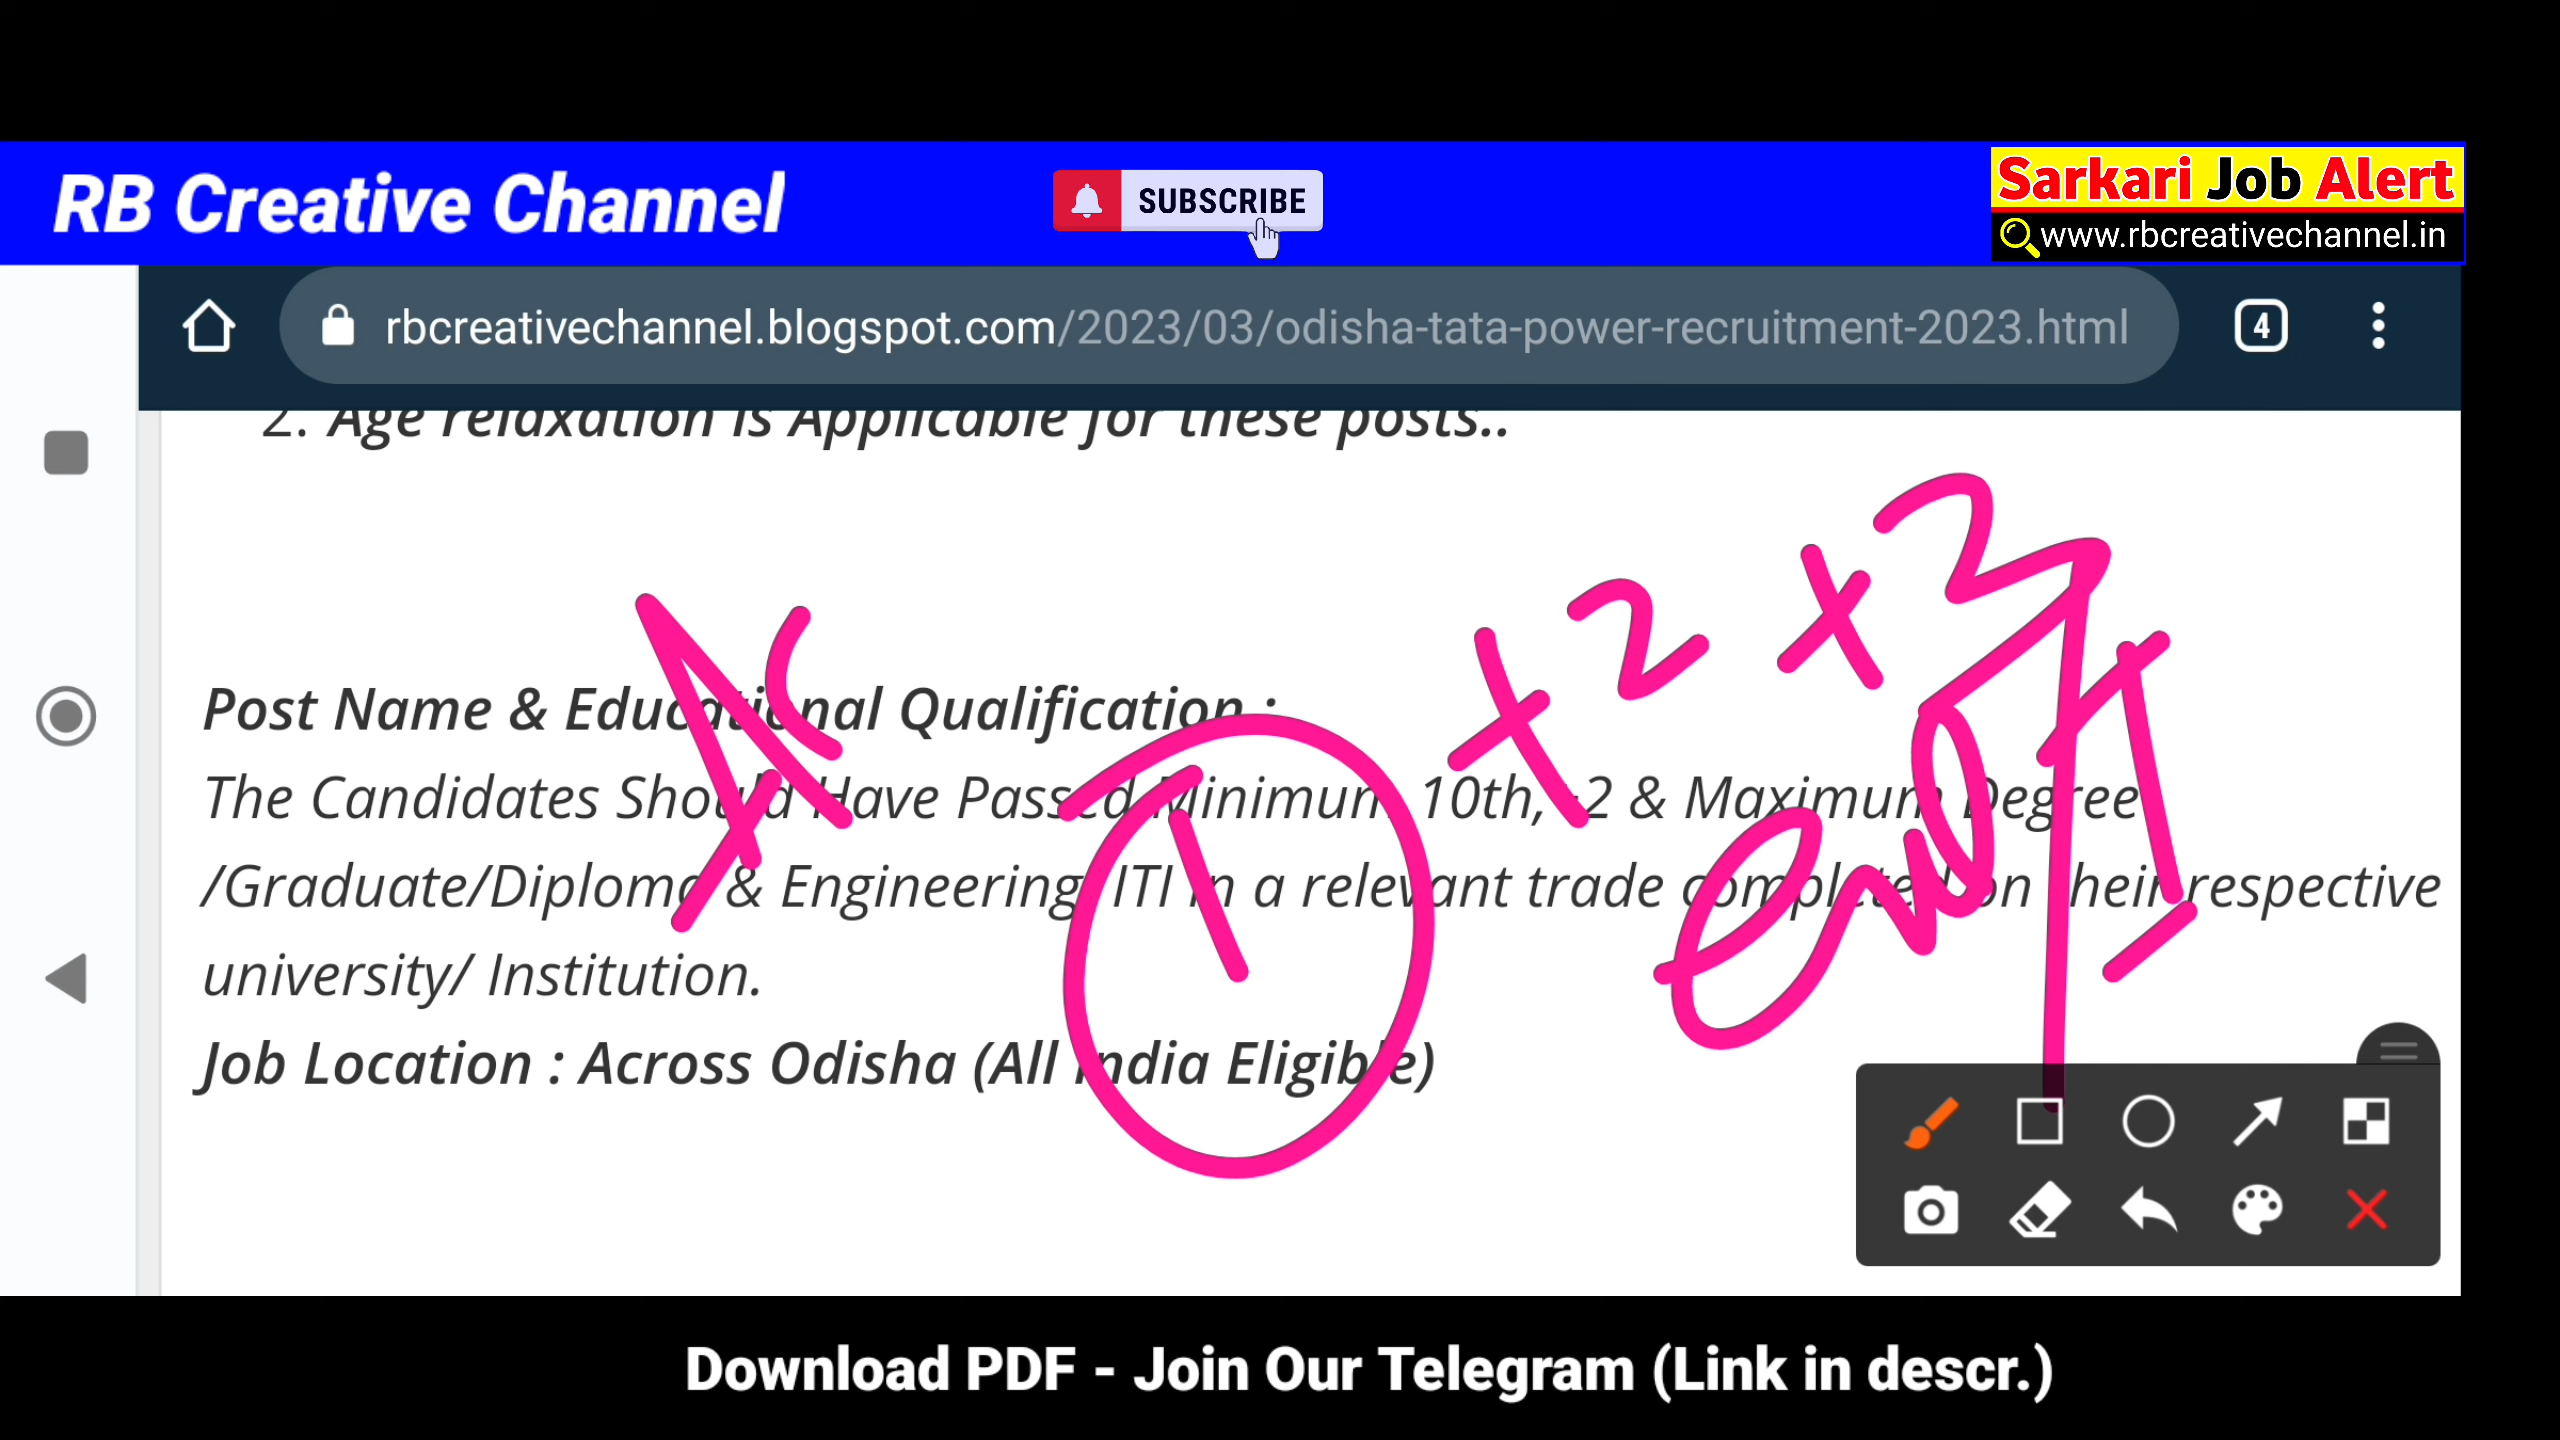 RB Creative Channel
SUBSCRIBE
Sarkari Job Alert
www.rbcreativechannel.in
rbcreativechannel.blogspot.com/2023/03/odisha-tata-power-recruitment-2023.html
4
2. Age relaxation is Applicable for these posts..
+2 +3
Post Name & Educational Qualification :
The Candidates Should Have Passed Minimum 10th, +2 & Maximum Degree
/Graduate/Diploma & Engineering/ ITI in a relevant trade completed on their respective
university/ Institution.
Job Location : Across Odisha (All India Eligible)
Download PDF - Join Our Telegram (Link in descr.)